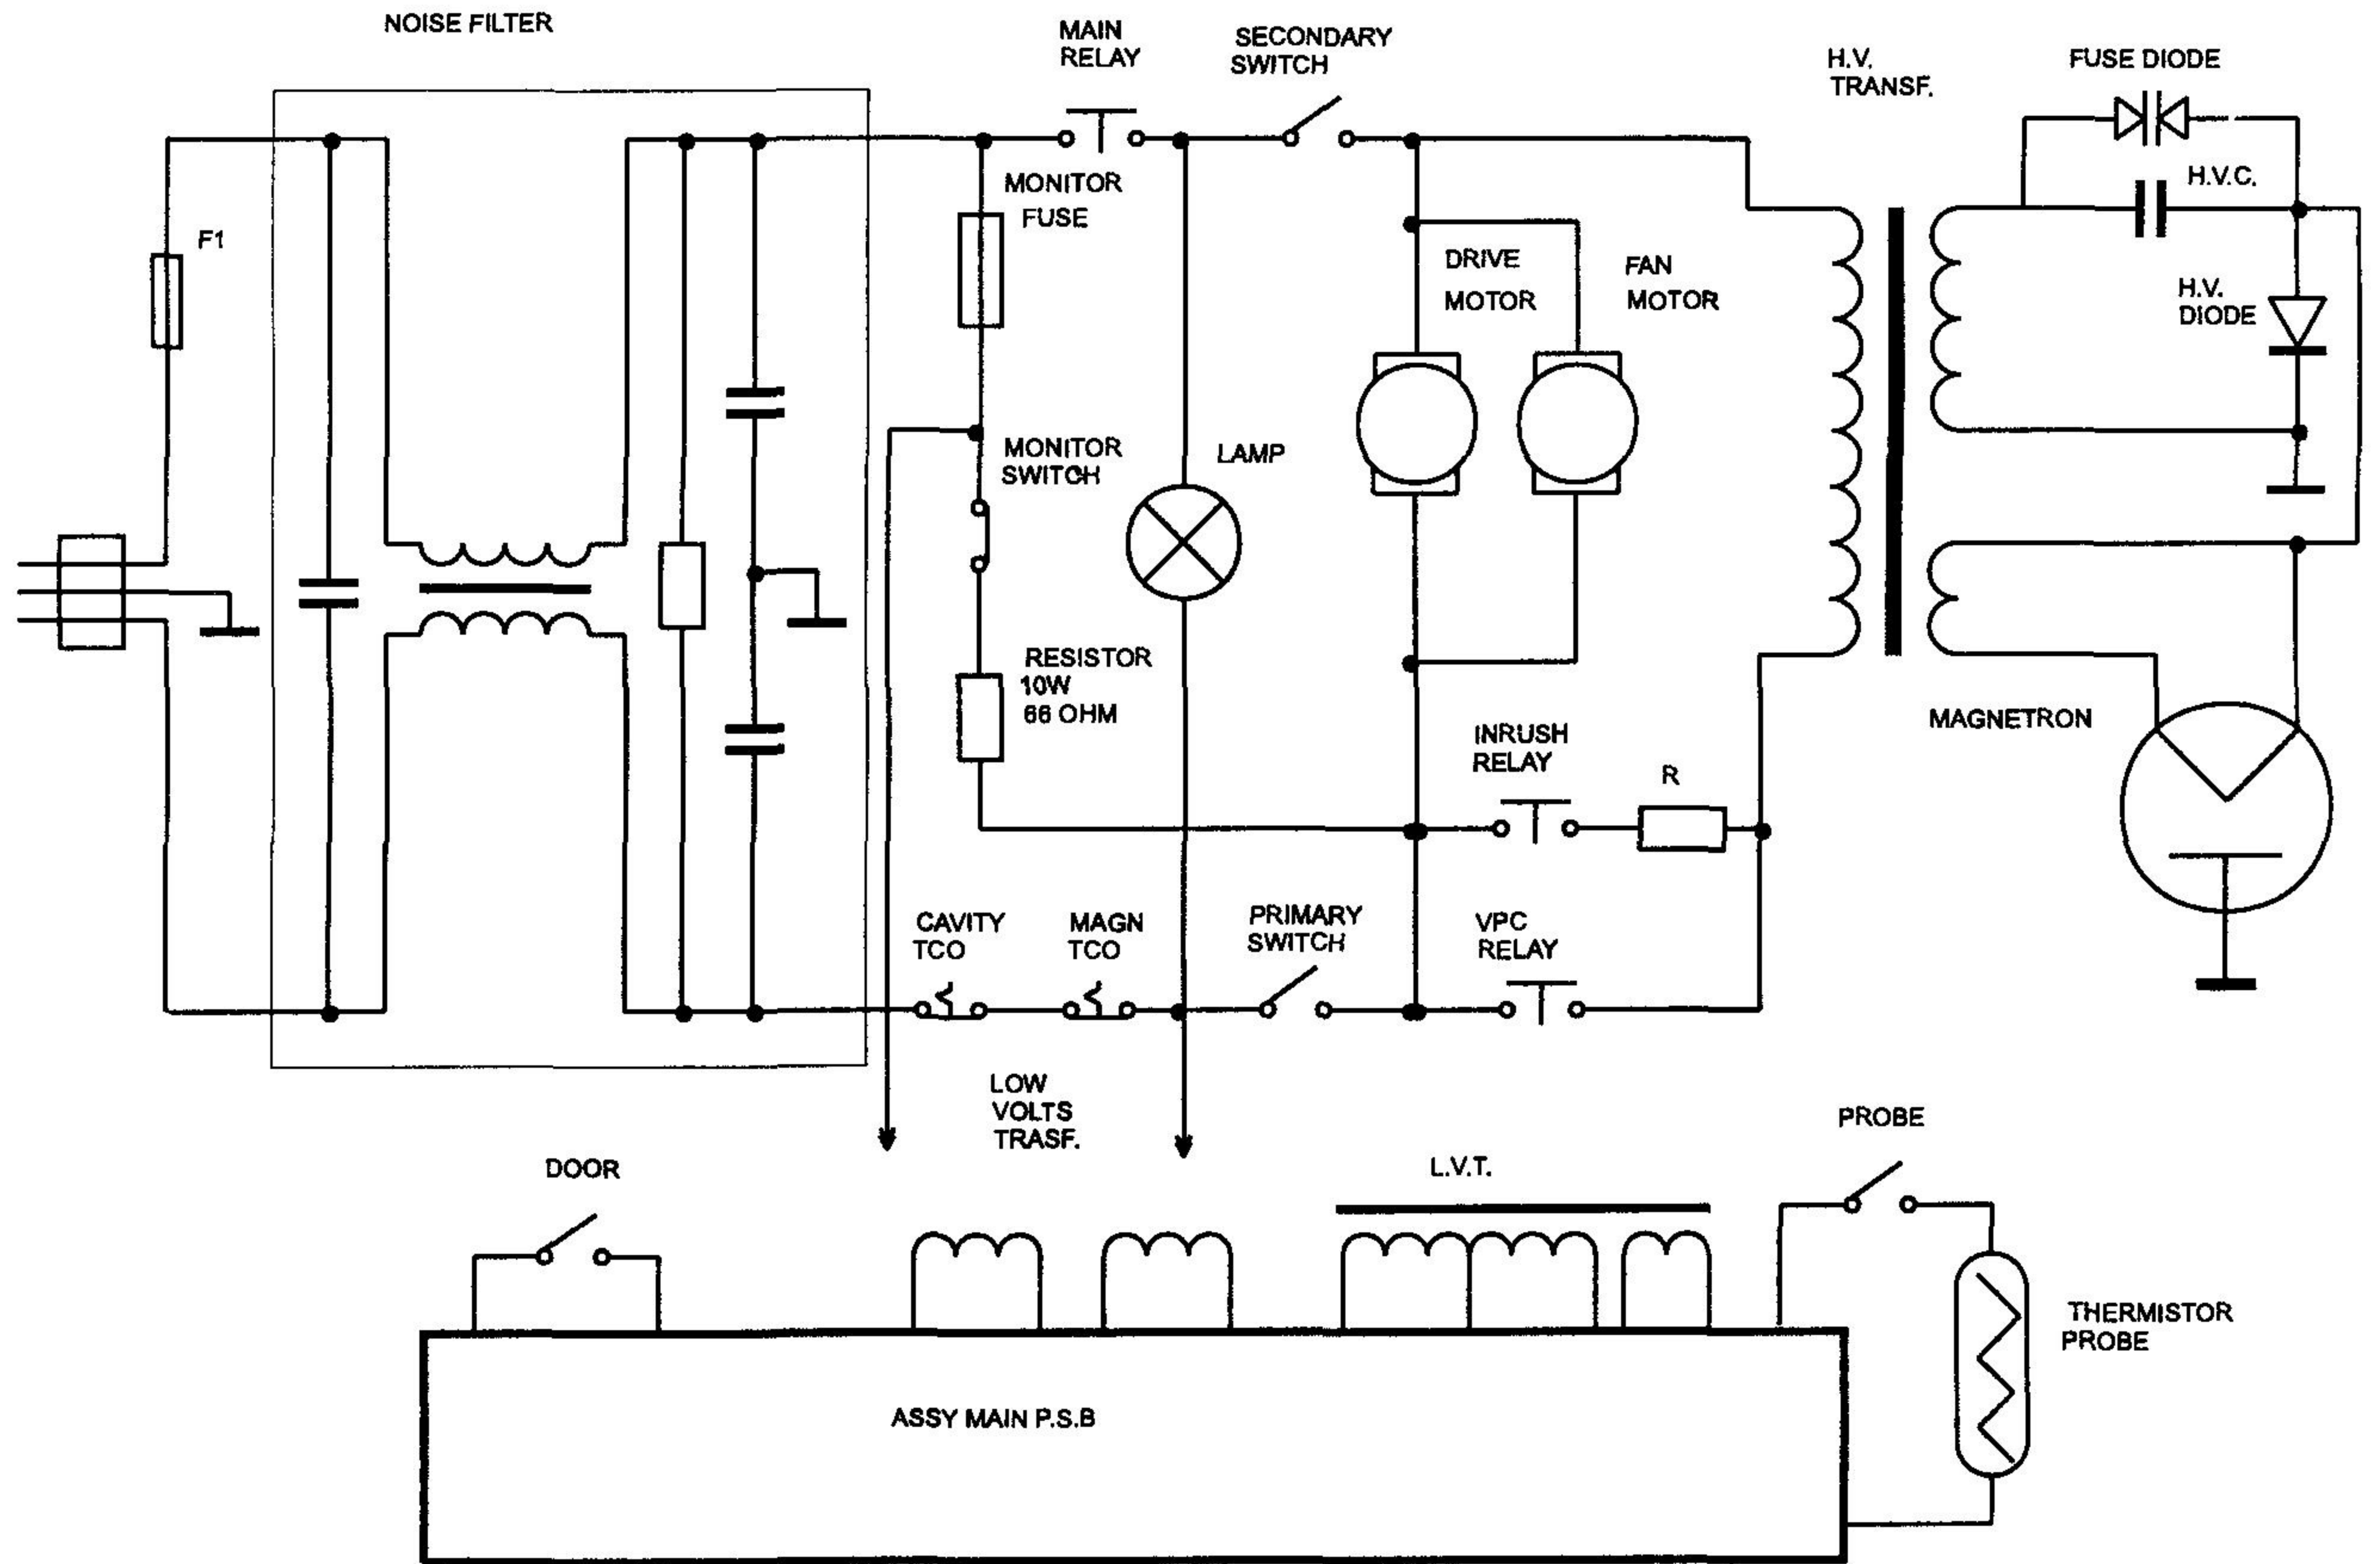 NOISE FILTER
MAIN
RELAY
SECONDARY
SWITCH
H.V.
TRANSF.
FUSE DIODE
F1
MONITOR
FUSE
H.V.C.
DRIVE
MOTOR
FAN
MOTOR
H.V.
DIODE
MONITOR
SWITCH
LAMP
RESISTOR
10W
66 OHM
INRUSH
RELAY
R
MAGNETRON
CAVITY
TCO
MAGN
TCO
PRIMARY
SWITCH
VPC
RELAY
LOW
VOLTS
TRASF.
DOOR
L.V.T.
PROBE
THERMISTOR
PROBE
ASSY MAIN P.S.B